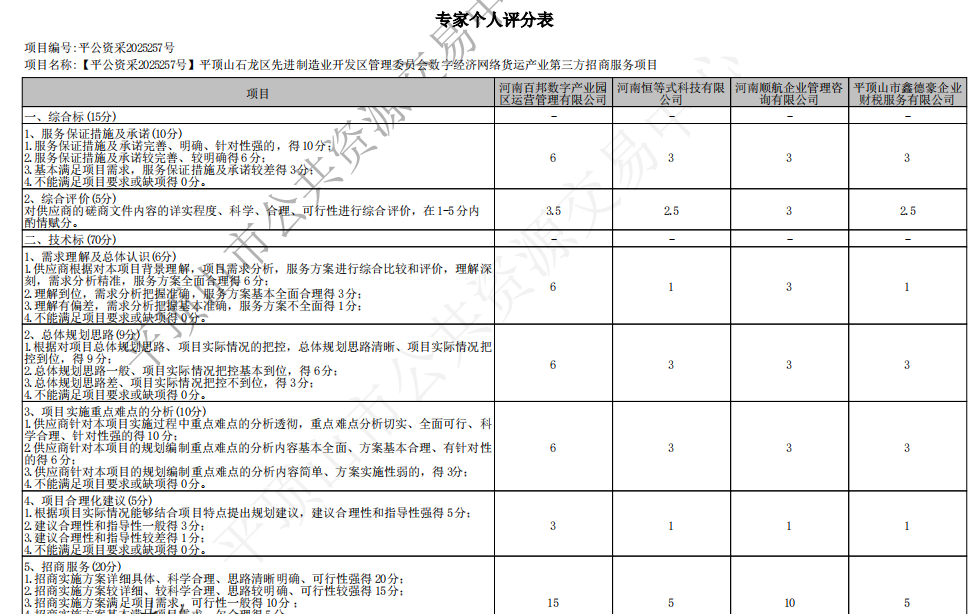 专家个人评分表
项目编号:平公资采2025257号
项目名称:【平公资采2025257号】平顶山石龙区先进制造业开发区管理委员会数字经济网络货运产业第三方招商服务项目
项目 河南百邦数字产业园区运营管理有限公司 河南恒等式科技有限公司 河南顺航企业管理咨询有限公司 平顶山市鑫德豪企业财税服务有限公司
一、综合标(15分) - - - -
1、服务保证措施及承诺(10分)
1.服务保证措施及承诺完善、明确、针对性强的，得10分；
2.服务保证措施及承诺较完善、较明确得6分；
3.基本满足项目需求，服务保证措施及承诺较差得3分；
4.不能满足项目要求或缺项得0分。
6 3 3 3
2、综合评价(5分)
对供应商的磋商文件内容的详实程度、科学、合理、可行性进行综合评价，在1-5分内
酌情赋分。
3.5 2.5 3 2.5
二、技术标(70分) - - - -
1、需求理解及总体认识(6分)
1.供应商根据对本项目背景理解，项目需求分析，服务方案进行综合比较和评价，理解深
刻，需求分析精准，服务方案全面合理得6分；
2.理解到位，需求分析把握准确，服务方案基本全面合理得3分；
3.理解有偏差，需求分析把握基本准确，服务方案不全面得1分；
4.不能满足项目要求或缺项得0分。
6 1 3 1
2、总体规划思路(9分)
1.根据对项目总体规划思路、项目实际情况的把控，总体规划思路清晰、项目实际情况把
控到位，得9分；
2.总体规划思路一般、项目实际情况把控基本到位，得6分；
3.总体规划思路差、项目实际情况把控不到位，得3分；
4.不能满足项目要求或缺项得0分。
6 3 3 3
3、项目实施重点难点的分析(10分)
1.供应商针对本项目实施过程中重点难点的分析透彻，重点难点分析切实、全面可行、科
学合理、针对性强的得10分；
2.供应商针对本项目的规划编制重点难点的分析内容基本全面、方案基本合理、有针对性
的得6分；
3.供应商针对本项目的规划编制重点难点的分析内容简单、方案实施性弱的，得3分；
4.不能满足项目要求或缺项得0分。
6 3 3 3
4、项目合理化建议(5分)
1.根据项目实际情况能够结合项目特点提出规划建议，建议合理性和指导性强得5分；
2.建议合理性和指导性一般得3分；
3.建议合理性和指导性较差得1分；
4.不能满足项目要求或缺项得0分。
3 1 1 1
5、招商服务(20分)
1.招商实施方案详细具体、科学合理、思路清晰明确、可行性强得20分；
2.招商实施方案较详细、较科学合理、思路较明确、可行性较强得15分；
3.招商实施方案满足项目需求，可行性一般得10分；
15 5 10 5
平顶山市公共资源交易中心
平顶山市公共资源交易中心